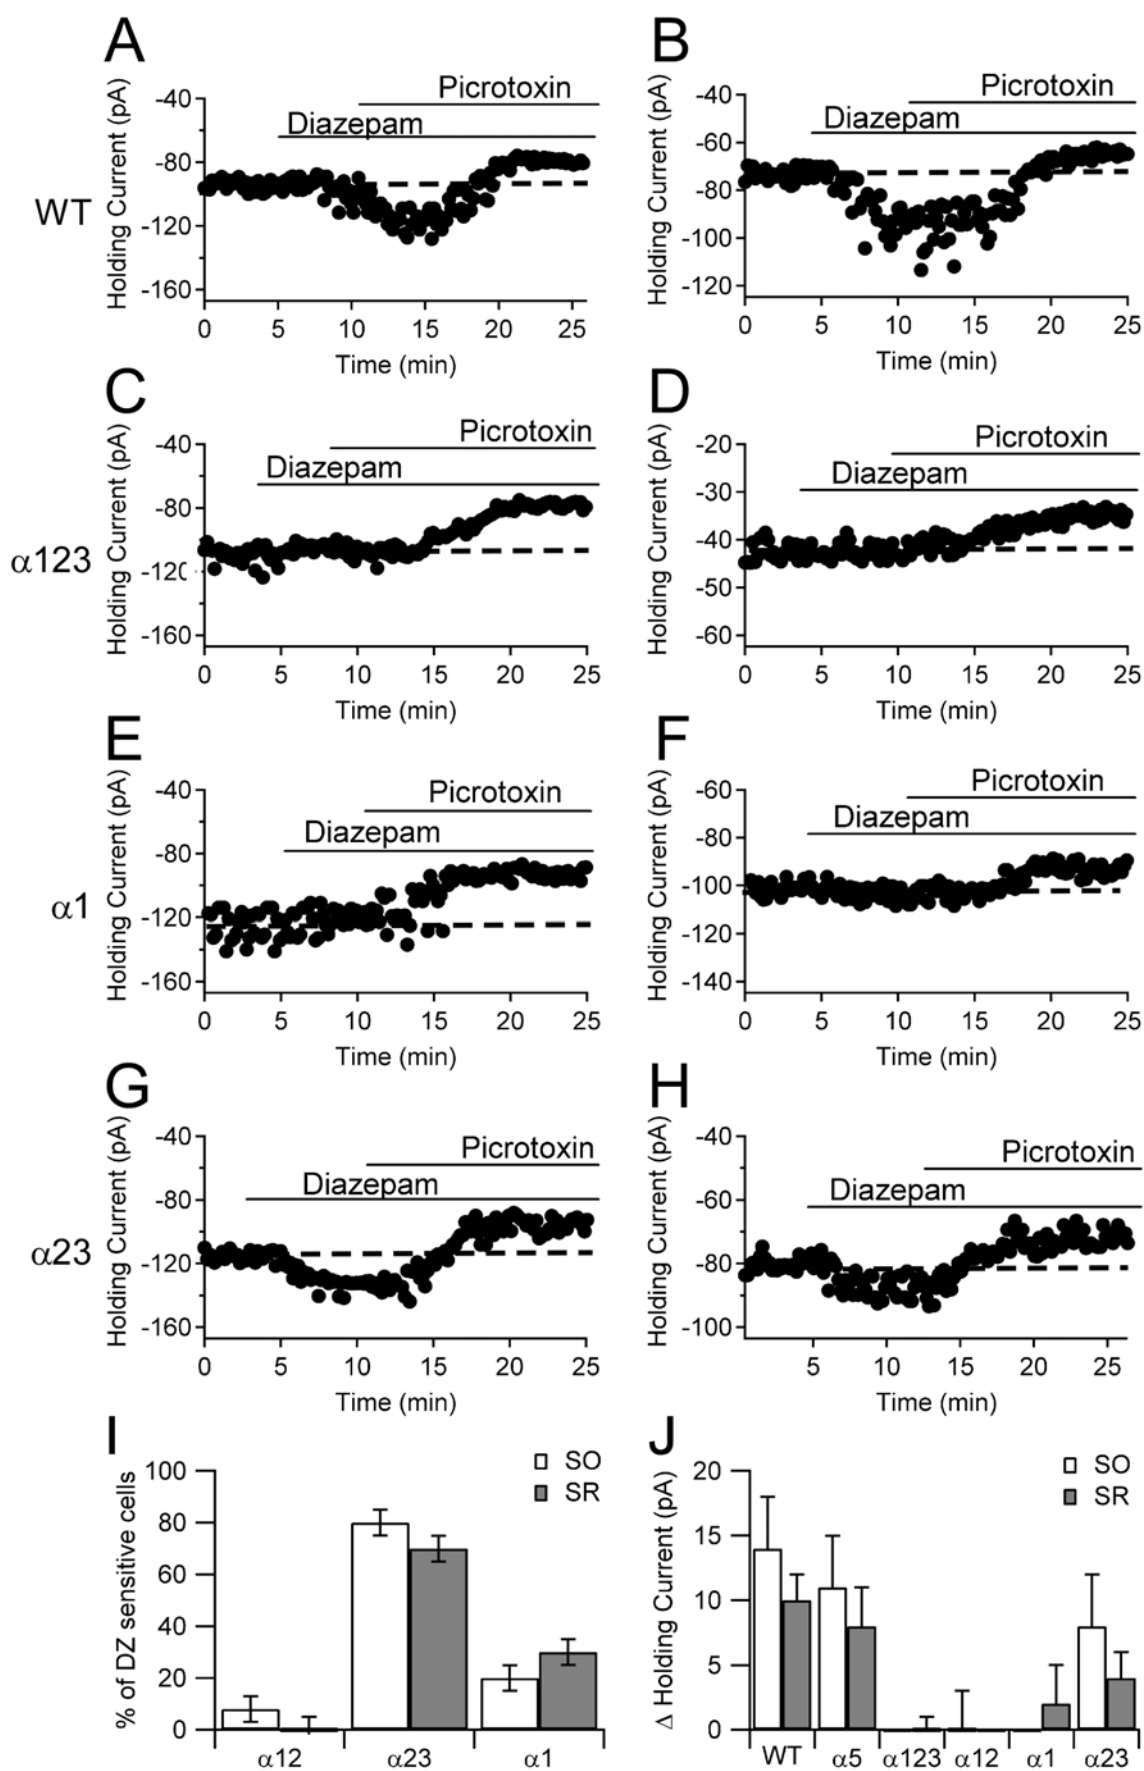 A
B
Holding Current (pA)
-40
-80
-120
-160
Picrotoxin
Diazepam
0 5 10 15 20 25
Time (min)
Holding Current (pA)
-40
-60
-80
-100
-120
Picrotoxin
Diazepam
0 5 10 15 20 25
Time (min)
WT
C
D
Holding Current (pA)
-40
-80
-120
-160
Picrotoxin
Diazepam
0 5 10 15 20 25
Time (min)
Holding Current (pA)
-20
-30
-40
-50
-60
Picrotoxin
Diazepam
0 5 10 15 20 25
Time (min)
α123
E
F
Holding Current (pA)
-40
-80
-120
-160
Picrotoxin
Diazepam
0 5 10 15 20 25
Time (min)
Holding Current (pA)
-60
-80
-100
-120
-140
Picrotoxin
Diazepam
0 5 10 15 20 25
Time (min)
α1
G
H
Holding Current (pA)
-40
-80
-120
-160
Picrotoxin
Diazepam
0 5 10 15 20 25
Time (min)
Holding Current (pA)
-40
-60
-80
-100
Picrotoxin
Diazepam
5 10 15 20 25
Time (min)
α23
I
J
% of DZ sensitive cells
100
80
60
40
20
0
SO
SR
α12 α23 α1
Δ Holding Current (pA)
20
15
10
5
0
SO
SR
WT α5 α123 α12 α1 α23